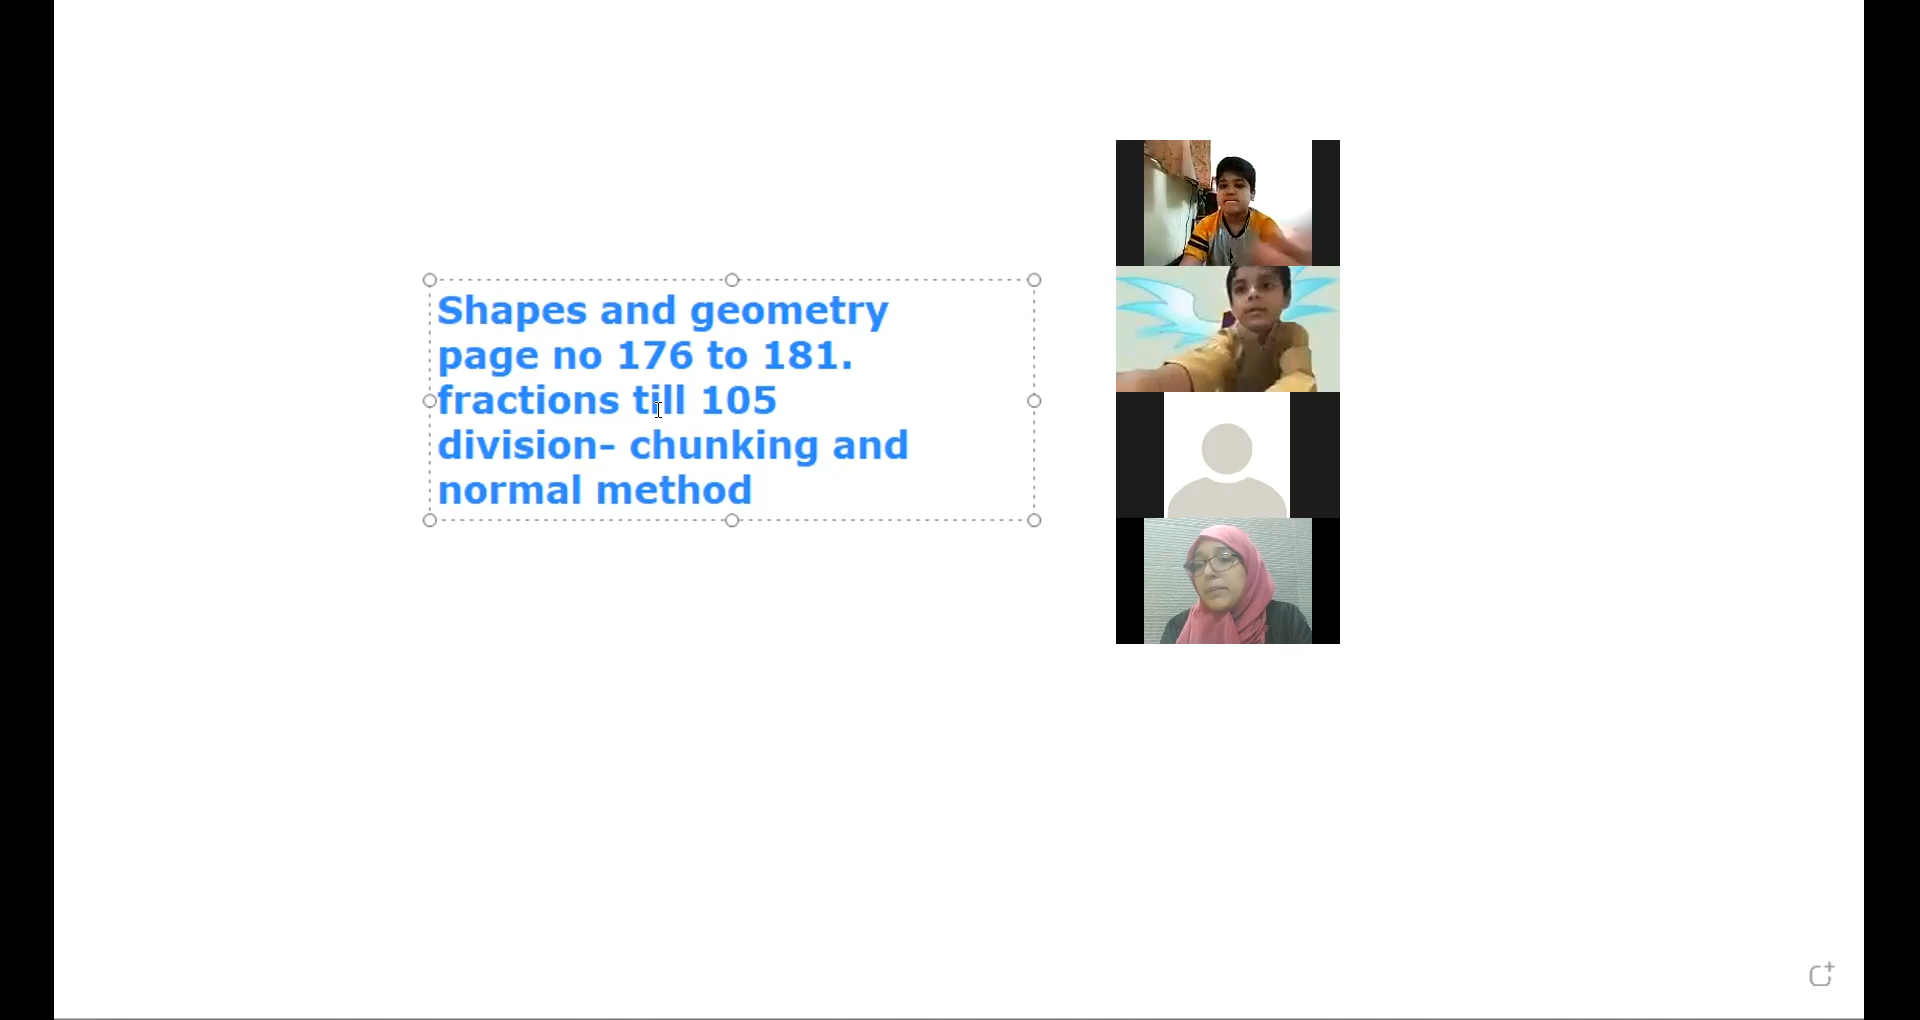 Shapes and geometry
page no 176 to 181.
fractions till 105
division- chunking and
normal method